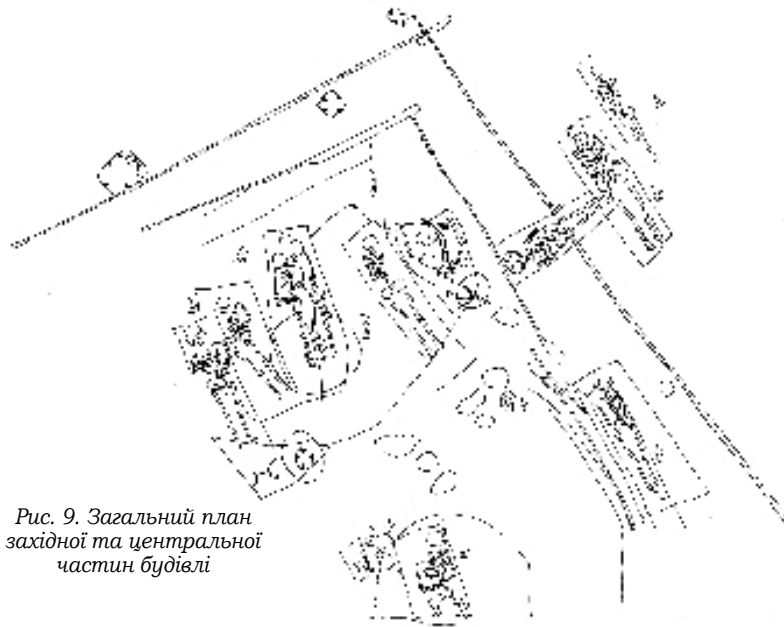 Рис. 9. Загальний план
західної та центральної
частин будівлі